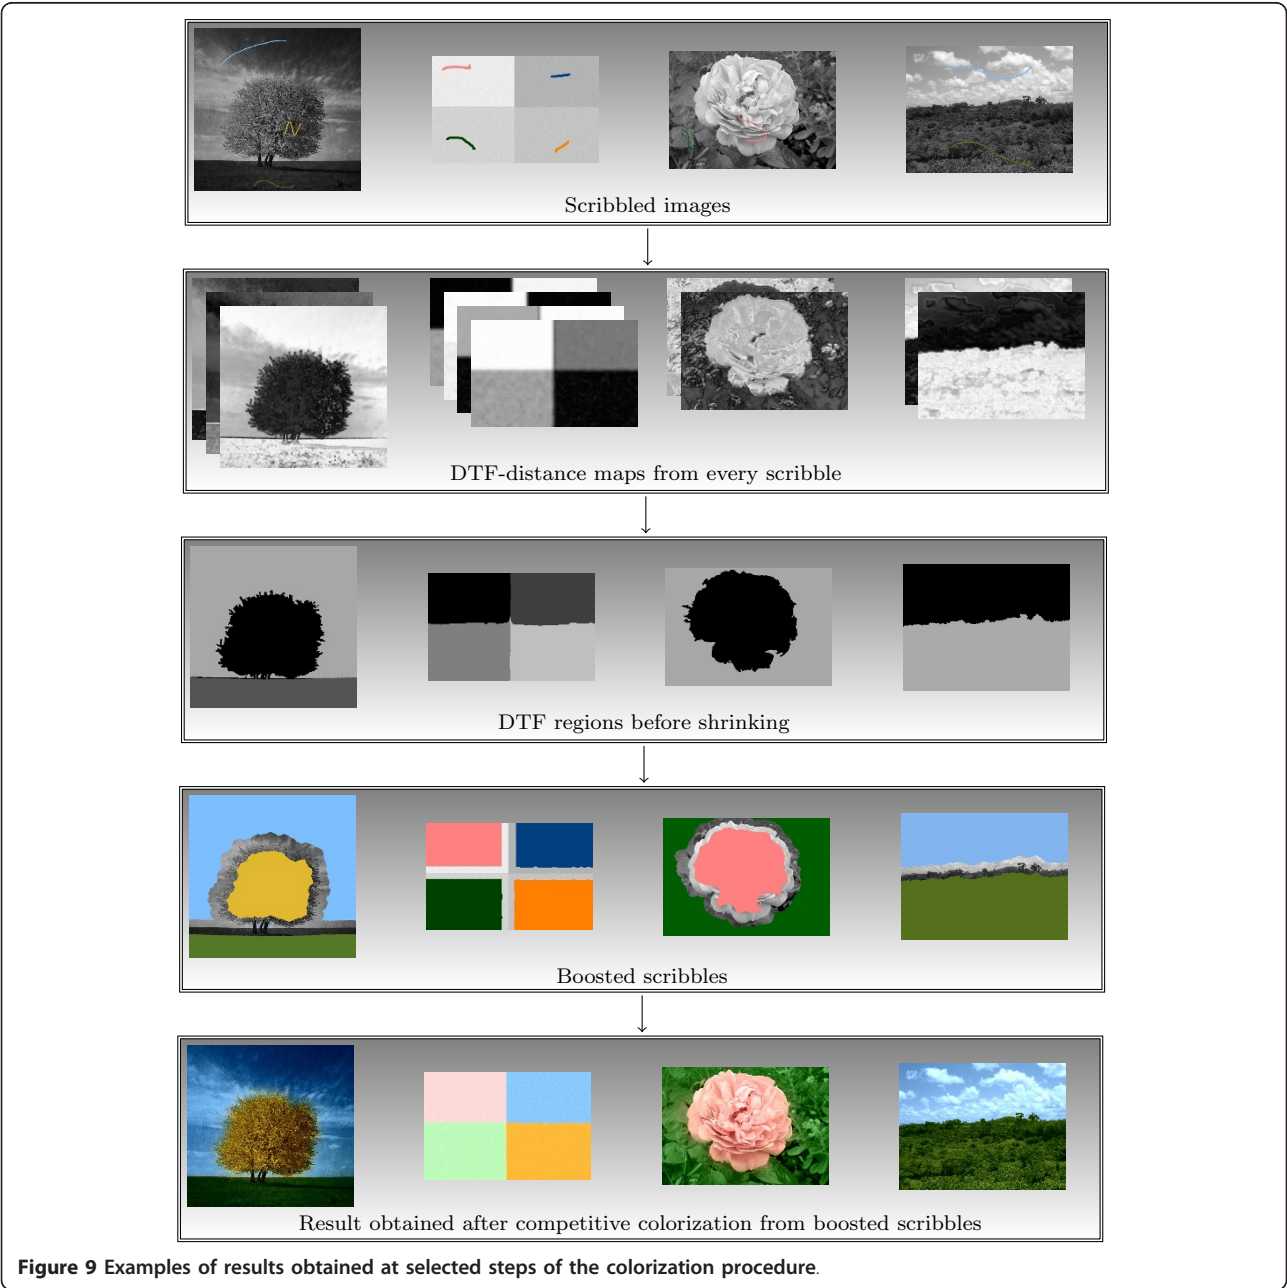 Scribbled images
DTF-distance maps from every scribble
DTF regions before shrinking
Boosted scribbles
Result obtained after competitive colorization from boosted scribbles
Figure 9 Examples of results obtained at selected steps of the colorization procedure.